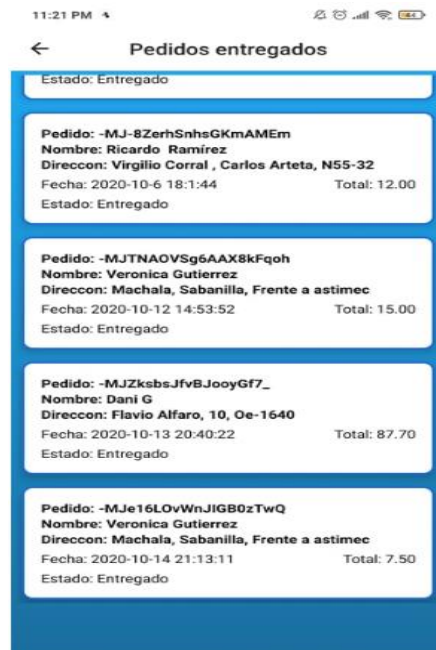 11:21 PM
Pedidos entregados
Estado: Entregado
Pedido: -MJ-8ZerhSnhsGKmAMEm
Nombre: Ricardo Ramírez
Direccon: Virgilio Corral , Carlos Arteta, N55-32
Fecha: 2020-10-6 18:1:44 Total: 12.00
Estado: Entregado
Pedido: -MJTNAOVSg6AAX8kFqoh
Nombre: Veronica Gutierrez
Direccon: Machala, Sabanilla, Frente a astimec
Fecha: 2020-10-12 14:53:52 Total: 15.00
Estado: Entregado
Pedido: -MJZksbsJfvBJooyGf7_
Nombre: Dani G
Direccon: Flavio Alfaro, 10, Oe-1640
Fecha: 2020-10-13 20:40:22 Total: 87.70
Estado: Entregado
Pedido: -MJe16LOvWnJIGB0zTwQ
Nombre: Veronica Gutierrez
Direccon: Machala, Sabanilla, Frente a astimec
Fecha: 2020-10-14 21:13:11 Total: 7.50
Estado: Entregado